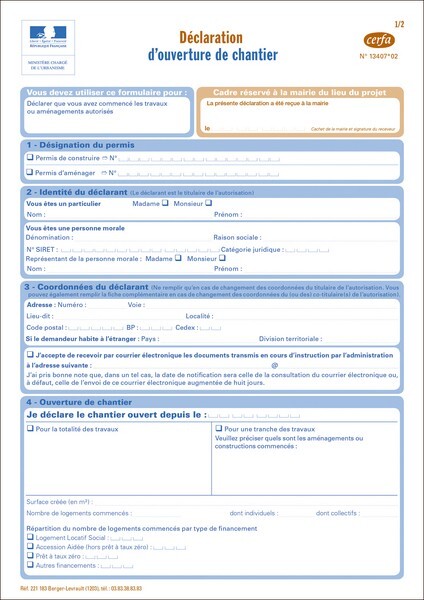 1/2
Déclaration
d'ouverture de chantier
cerfa
N° 13407*02
Liberté • Égalité • Fraternité
RÉPUBLIQUE FRANÇAISE
MINISTÈRE CHARGÉ
DE L'URBANISME
Vous devez utiliser ce formulaire pour :
Déclarer que vous avez commencé les travaux
ou aménagements autorisés
Cadre réservé à la mairie du lieu du projet
La présente déclaration a été reçue à la mairie
le
Cachet de la mairie et signature du receveur
1 - Désignation du permis
Permis de construire ⇨ N°
Permis d'aménager ⇨ N°
2 - Identité du déclarant (Le déclarant est le titulaire de l'autorisation)
Vous êtes un particulier Madame Monsieur
Nom : Prénom :
Vous êtes une personne morale
Dénomination : Raison sociale :
N° SIRET : Catégorie juridique :
Représentant de la personne morale : Madame Monsieur
Nom : Prénom :
3 - Coordonnées du déclarant (Ne remplir qu'en cas de changement des coordonnées du titulaire de l'autorisation. Vous
pouvez également remplir la fiche complémentaire en cas de changement des coordonnées du (ou des) co titulaire(s) de l'autorisation).
Adresse : Numéro : Voie :
Lieu-dit : Localité :
Code postal : BP : Cedex :
Si le demandeur habite à l'étranger : Pays : Division territoriale :
J'accepte de recevoir par courrier électronique les documents transmis en cours d'instruction par l'administration
à l'adresse suivante : @
J'ai pris bonne note que, dans un tel cas, la date de notification sera celle de la consultation du courrier électronique ou,
à défaut, celle de l'envoi de ce courrier électronique augmentée de huit jours.
4 - Ouverture de chantier
Je déclare le chantier ouvert depuis le :
Pour la totalité des travaux
Pour une tranche des travaux
Veuillez préciser quels sont les aménagements ou
constructions commencés :
Surface créée (en m²) :
Nombre de logements commencés : dont individuels : dont collectifs :
Répartition du nombre de logements commencés par type de financement
Logement Locatif Social :
Accession Aidée (hors prêt à taux zéro) :
Prêt à taux zéro :
Autres financements :
Réf. 231 183 Berger-Levrault (1203), tél. : 03.83.38.83.83